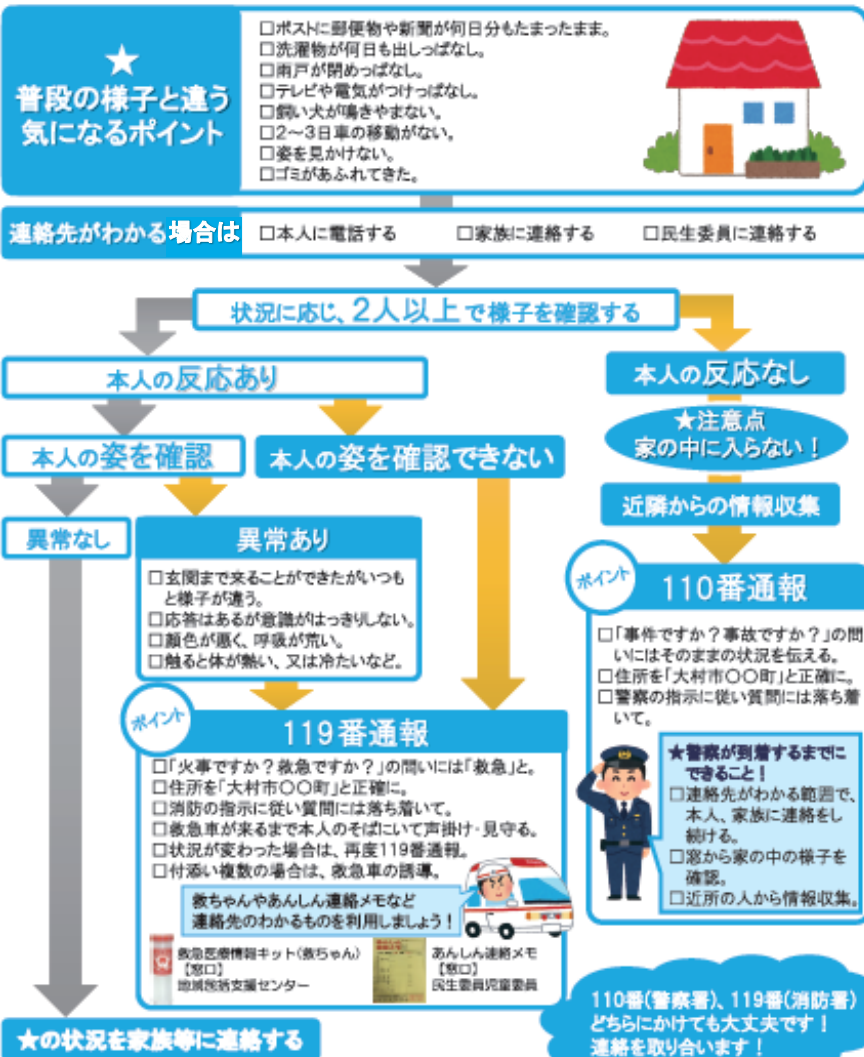 ★
普段の様子と違う
気になるポイント
□ポストに郵便物や新聞が何日分もたまったまま。
□洗濯物が何日も出しっぱなし。
□雨戸が閉めっぱなし。
□テレビや電気がつけっぱなし。
□飼い犬が鳴きやまない。
□2～3日車の移動がない。
□姿を見かけない。
□ゴミがあふれてきた。
連絡先がわかる場合は
□本人に電話する
□家族に連絡する
□民生委員に連絡する
状況に応じ、2人以上で様子を確認する
本人の反応あり
本人の反応なし
★注意点
家の中に入らない！
本人の姿を確認
本人の姿を確認できない
近隣からの情報収集
異常なし
異常あり
□玄関まで来ることができたがいつも
と様子が違う。
□応答はあるが意識がはっきりしない。
□顔色が悪く、呼吸が荒い。
□触ると体が熱い、又は冷たいなど。
ポイント
110番通報
□「事件ですか？事故ですか？」の問
いにはそのままの状況を伝える。
□住所を「大村市〇〇町」と正確に。
□警察の指示に従い質問には落ち着
いて。
★警察が到着するまでに
できること！
□連絡先がわかる範囲で、
本人、家族に連絡をし
続ける。
□窓から家の中の様子を
確認。
□近所の人から情報収集。
ポイント
119番通報
□「火事ですか？救急ですか？」の問いには「救急」と。
□住所を「大村市〇〇町」と正確に。
□消防の指示に従い質問には落ち着いて。
□救急車が来るまで本人のそばにいて声掛け・見守る。
□状況が変わった場合は、再度119番通報。
□付添い複数の場合は、救急車の誘導。
救ちゃんやあんしん連絡メモなど
連絡先のわかるものを利用しましょう！
救急医療情報キット(救ちゃん)
【窓口】
地域包括支援センター
あんしん連絡メモ
【窓口】
民生委員児童委員
★の状況を家族等に連絡する
110番(警察署)、119番(消防署)
どちらにかけても大丈夫です！
連絡を取り合います！